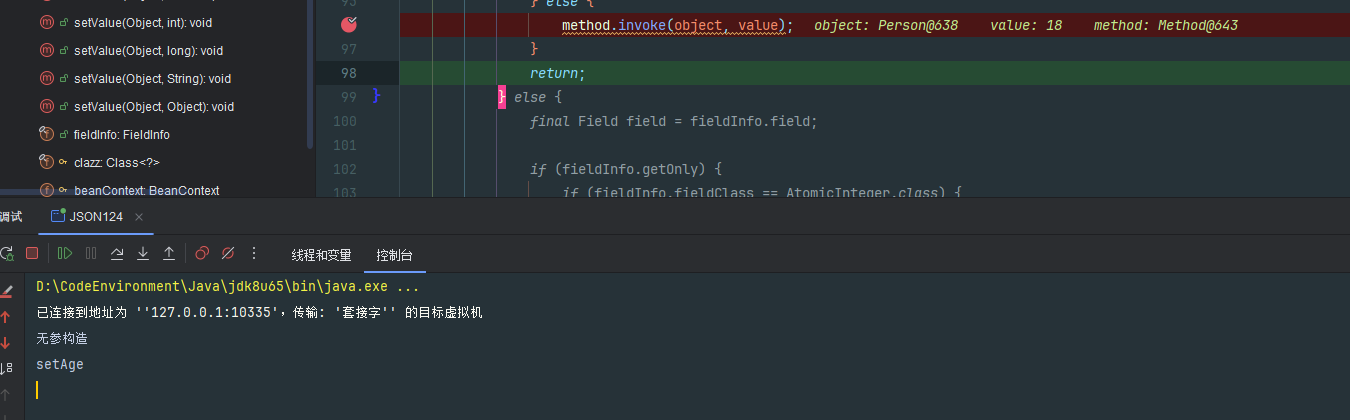 setValue(Object, int): void
setValue(Object, long): void
setValue(Object, String): void
setValue(Object, Object): void
fieldInfo: FieldInfo
clazz: Class<?>
beanContext: BeanContext
95 } else {
method.invoke(object, value); object: Person@638 value: 18 method: Method@643
97 }
98 return;
99 } else {
100 final Field field = fieldInfo.field;
101
102 if (fieldInfo.getOnly) {
103 if (fieldInfo.fieldClass == AtomicInteger.class) {
调试 JSON124
线程和变量 控制台
D:\CodeEnvironment\Java\jdk8u65\bin\java.exe ...
已连接到地址为 ''127.0.0.1:10335'，传输: '套接字'' 的目标虚拟机
无参构造
setAge